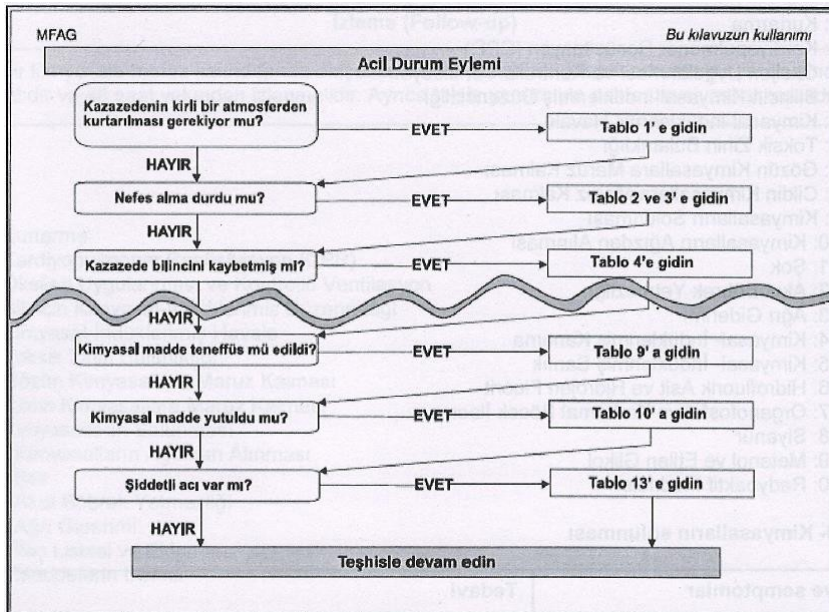 MFAG
Bu kılavuzun kullanımı
Acil Durum Eylemi
Kazazedenin kirli bir atmosferden
kurtarılması gerekiyor mu?
EVET
Tablo 1' e gidin
HAYIR
Nefes alma durdu mu?
EVET
Tablo 2 ve 3' e gidin
HAYIR
Kazazede bilincini kaybetmiş mi?
EVET
Tablo 4'e gidin
HAYIR
Kimyasal madde teneffüs mü edildi?
EVET
Tablo 9' a gidin
HAYIR
Kimyasal madde yutuldu mu?
EVET
Tablo 10' a gidin
HAYIR
Şiddetli acı var mı?
EVET
Tablo 13' e gidin
HAYIR
Teşhisle devam edin